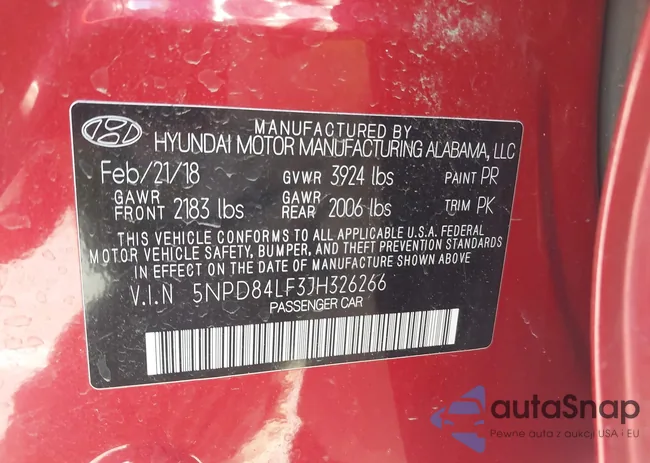 MANUFACTURED BY
HYUNDAI MOTOR MANUFACTURING ALABAMA, LLC
Feb/21/18 GVWR 3924 lbs PAINT PR
GAWR FRONT 2183 lbs GAWR REAR 2006 lbs TRIM PK
THIS VEHICLE CONFORMS TO ALL APPLICABLE U.S.A. FEDERAL
MOTOR VEHICLE SAFETY, BUMPER, AND THEFT PREVENTION STANDARDS
IN EFFECT ON THE DATE OF MANUFACTURE SHOWN ABOVE.
V.I.N 5NPD84LF3JH326266
PASSENGER CAR
autaSnap
Pewne auta z aukcji USA i EU